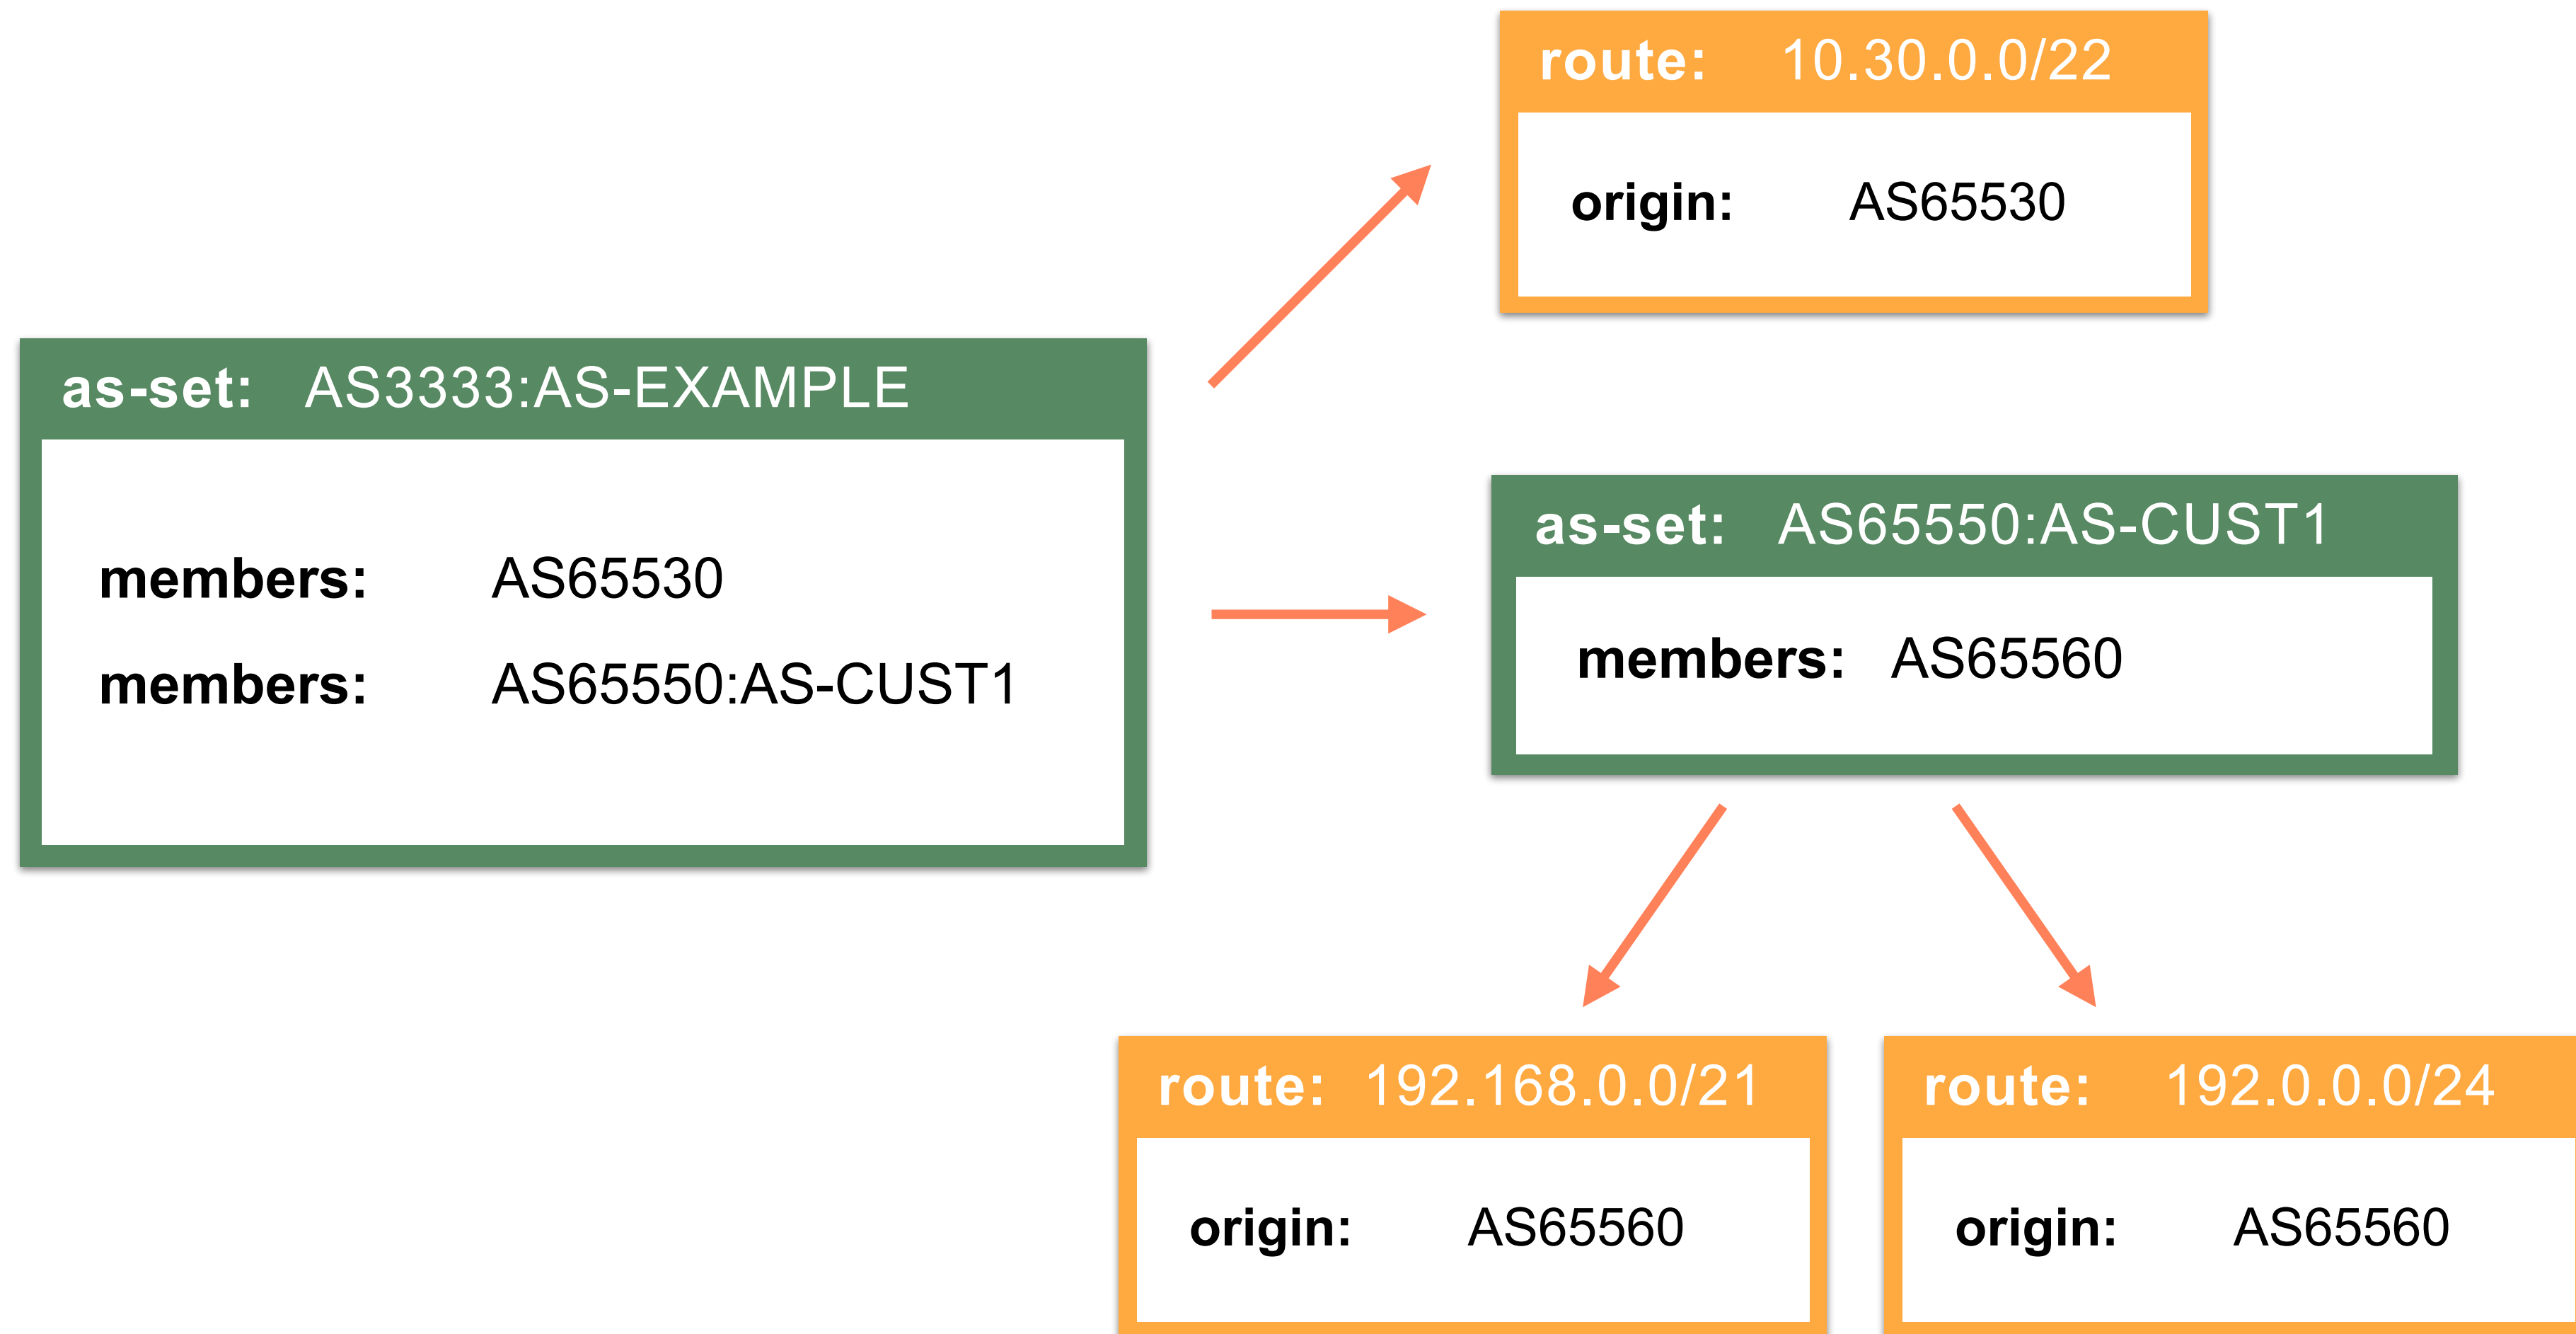 route: 10.30.0.0/22
origin: AS65530
as-set: AS3333:AS-EXAMPLE
members: AS65530
members: AS65550:AS-CUST1
as-set: AS65550:AS-CUST1
members: AS65560
route: 192.168.0.0/21
origin: AS65560
route: 192.0.0.0/24
origin: AS65560